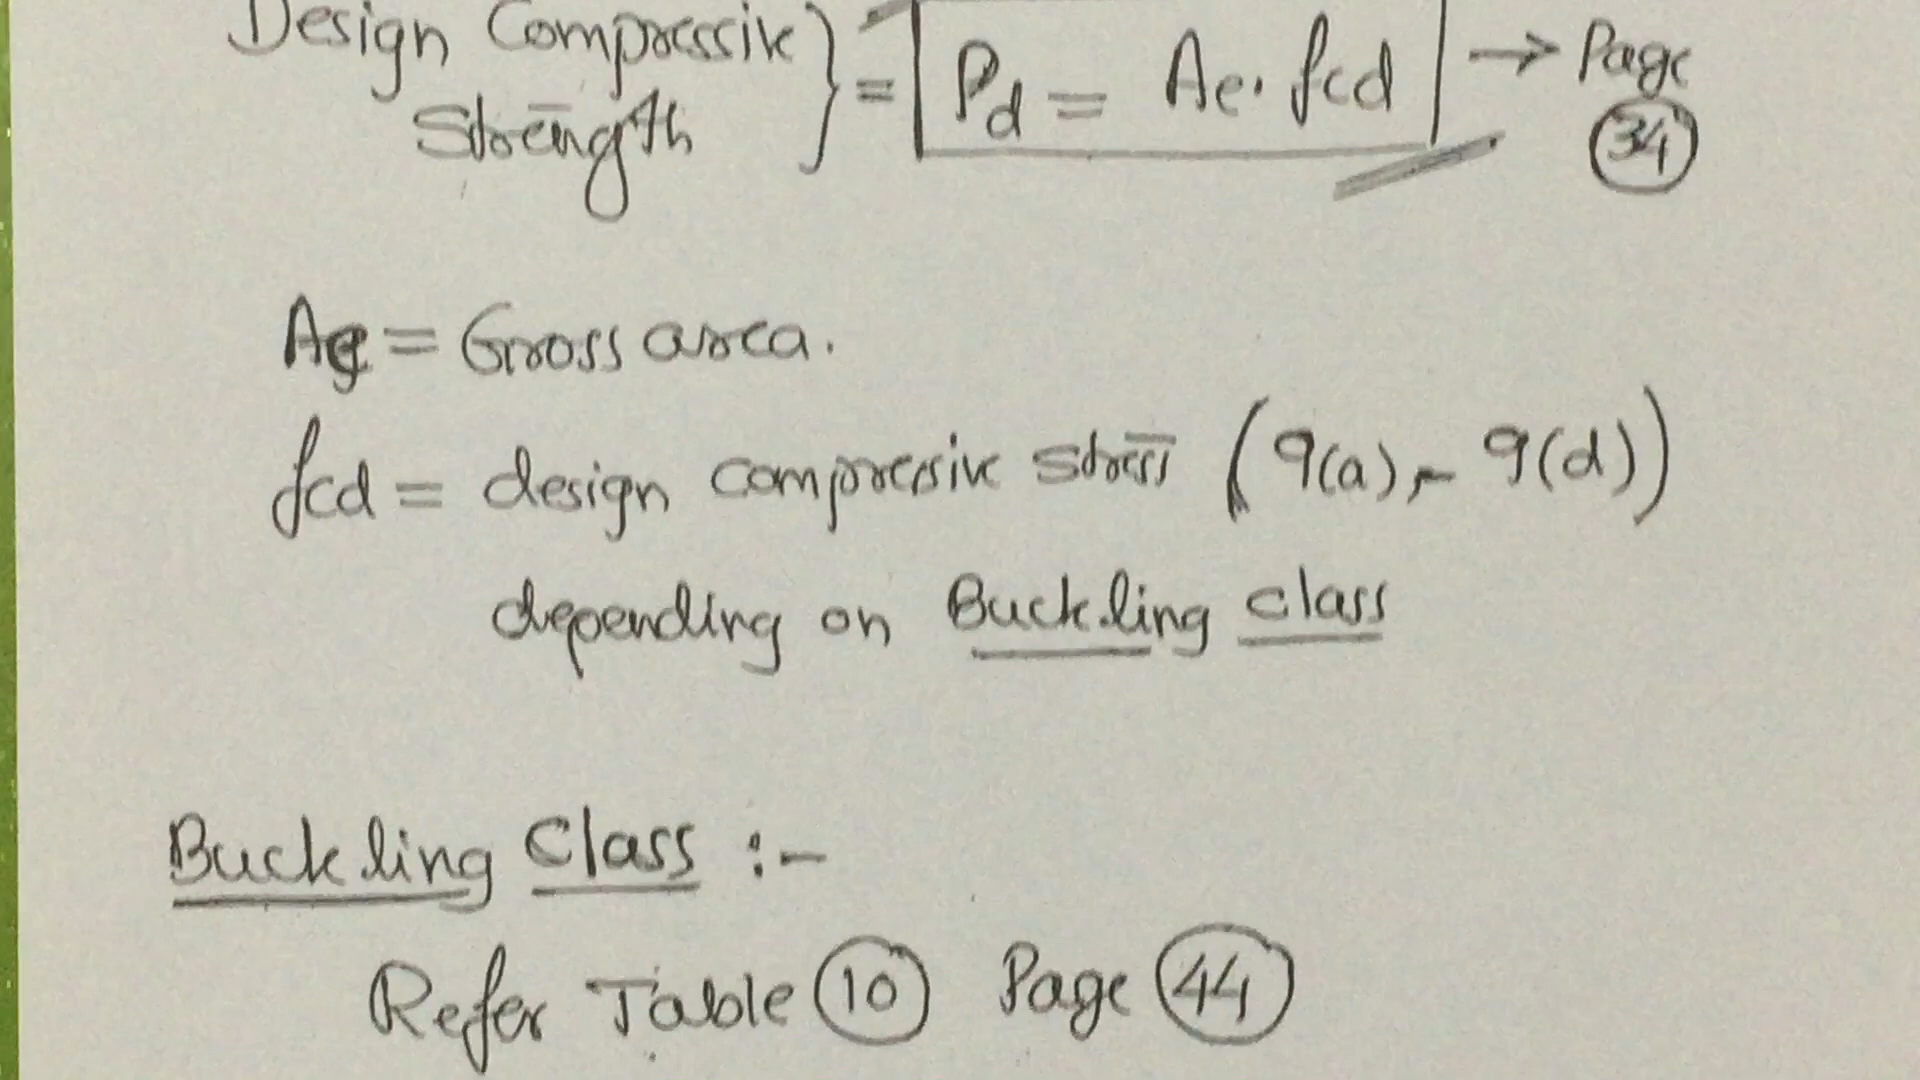 Design Compressive
Strength } = Pd = Ae. fcd → Page 34
Ag = Gross area.
fcd = design compressive stress (9(a) - 9(d))
depending on Buckling class
Buckling Class :-
Refer Table 10 Page 44